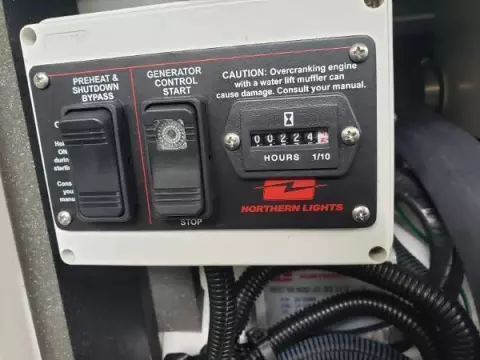 PREHEAT &
SHUTDOWN
BYPASS
GENERATOR
CONTROL
START
STOP
CAUTION: Overcranking engine
with a water lift muffler can
cause damage. Consult your manual.
00224
HOURS 1/10
NORTHERN LIGHTS